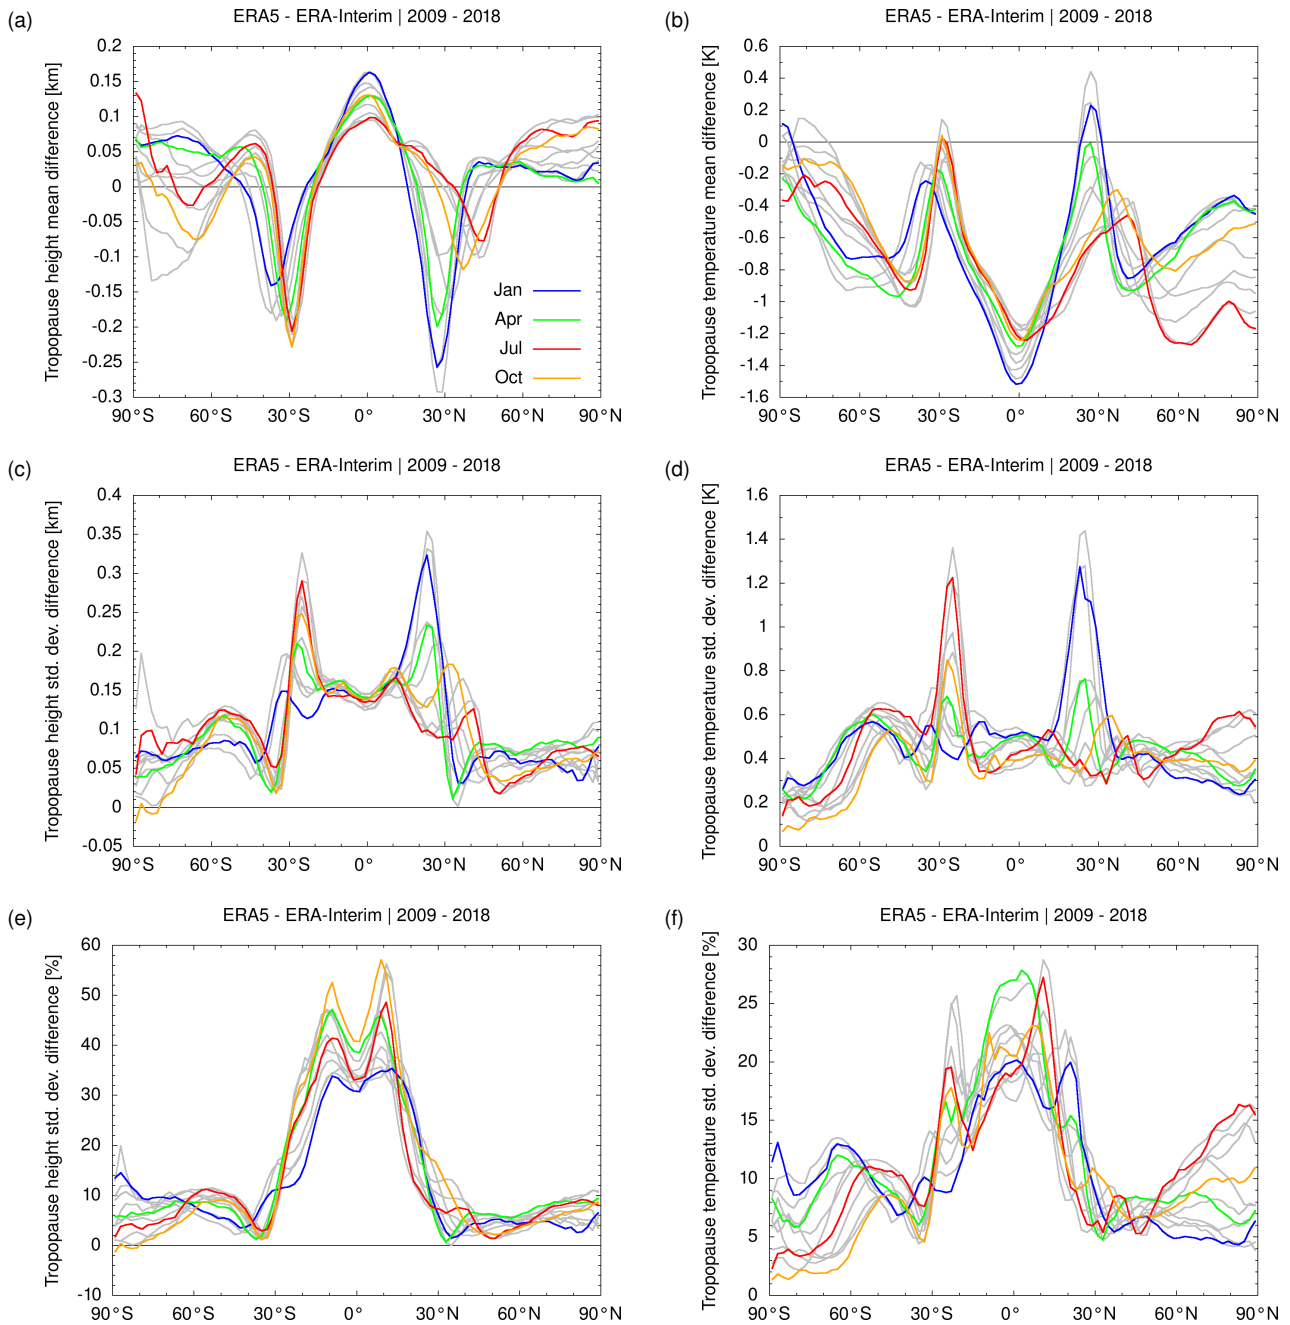 (a)
ERA5 - ERA-Interim | 2009 - 2018
Tropopause height mean difference [km]
0.2
0.15
0.1
0.05
0
-0.05
-0.1
-0.15
-0.2
-0.25
-0.3
Jan
Apr
Jul
Oct
90°S 60°S 30°S 0° 30°N 60°N 90°N
(b)
ERA5 - ERA-Interim | 2009 - 2018
Tropopause temperature mean difference [K]
0.6
0.4
0.2
0
-0.2
-0.4
-0.6
-0.8
-1
-1.2
-1.4
-1.6
90°S 60°S 30°S 0° 30°N 60°N 90°N
(c)
ERA5 - ERA-Interim | 2009 - 2018
Tropopause height std. dev. difference [km]
0.4
0.35
0.3
0.25
0.2
0.15
0.1
0.05
0
-0.05
90°S 60°S 30°S 0° 30°N 60°N 90°N
(d)
ERA5 - ERA-Interim | 2009 - 2018
Tropopause temperature std. dev. difference [K]
1.6
1.4
1.2
1
0.8
0.6
0.4
0.2
0
90°S 60°S 30°S 0° 30°N 60°N 90°N
(e)
ERA5 - ERA-Interim | 2009 - 2018
Tropopause height std. dev. difference [%]
60
50
40
30
20
10
0
-10
90°S 60°S 30°S 0° 30°N 60°N 90°N
(f)
ERA5 - ERA-Interim | 2009 - 2018
Tropopause temperature std. dev. difference [%]
30
25
20
15
10
5
0
90°S 60°S 30°S 0° 30°N 60°N 90°N